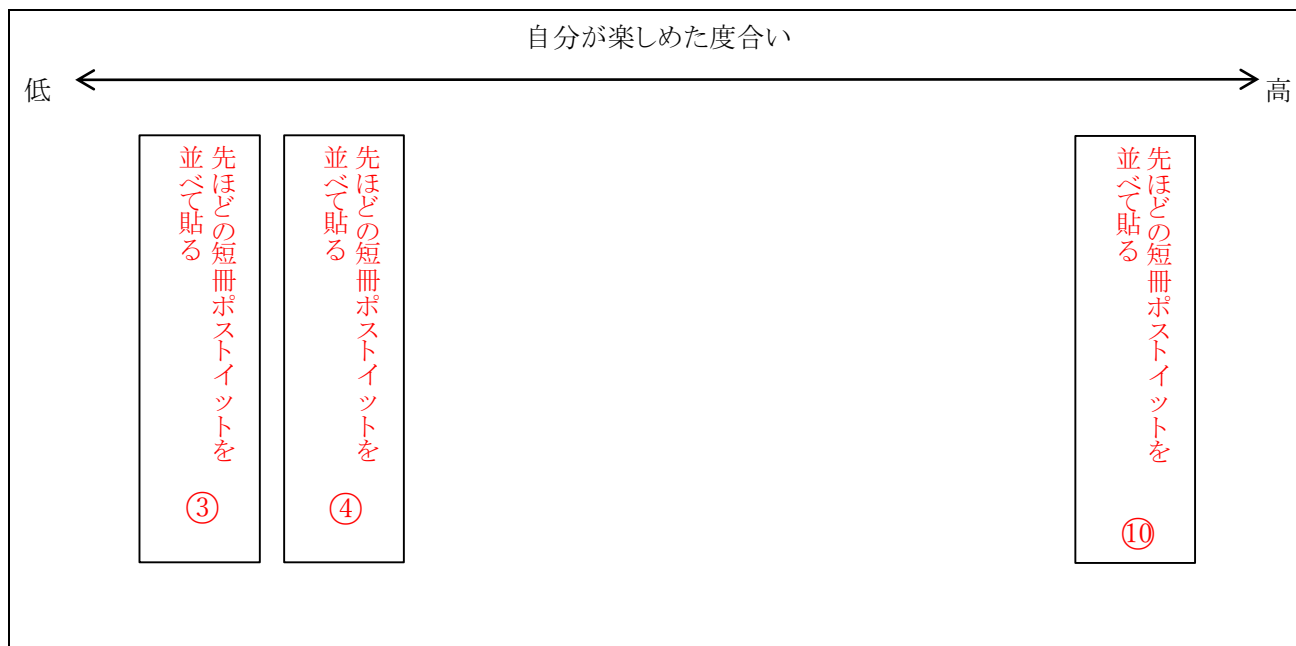 自分が楽しめた度合い
低
高
先ほどの短冊ポストイットを
並べて貼る
③
先ほどの短冊ポストイットを
並べて貼る
④
先ほどの短冊ポストイットを
並べて貼る
⑩